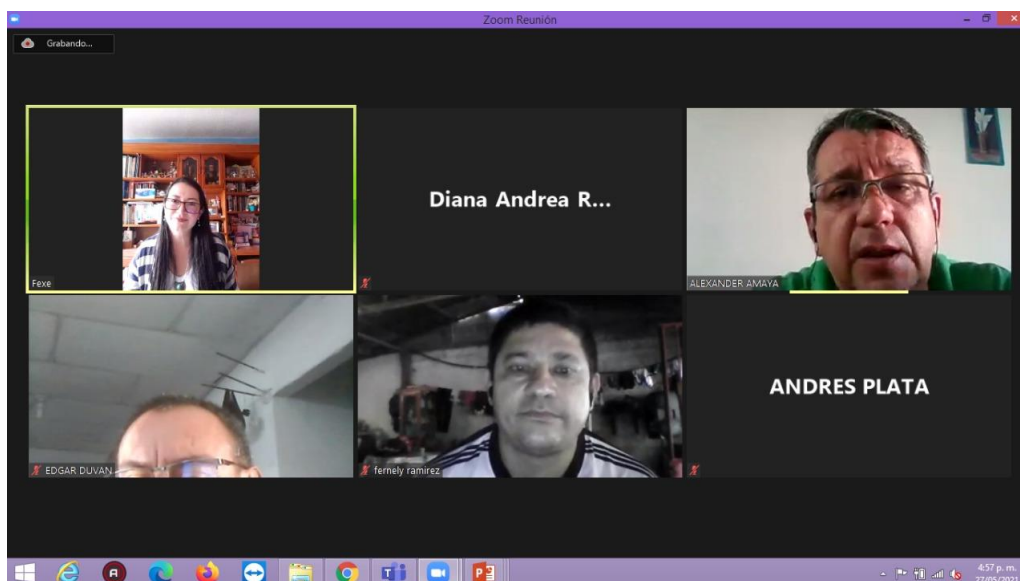 Zoom Reunión
Grabando...
Fexe
Diana Andrea R...
ALEXANDER AMAYA
EDGAR DUVAN
fernely ramirez
ANDRES PLATA
4:57 p. m.